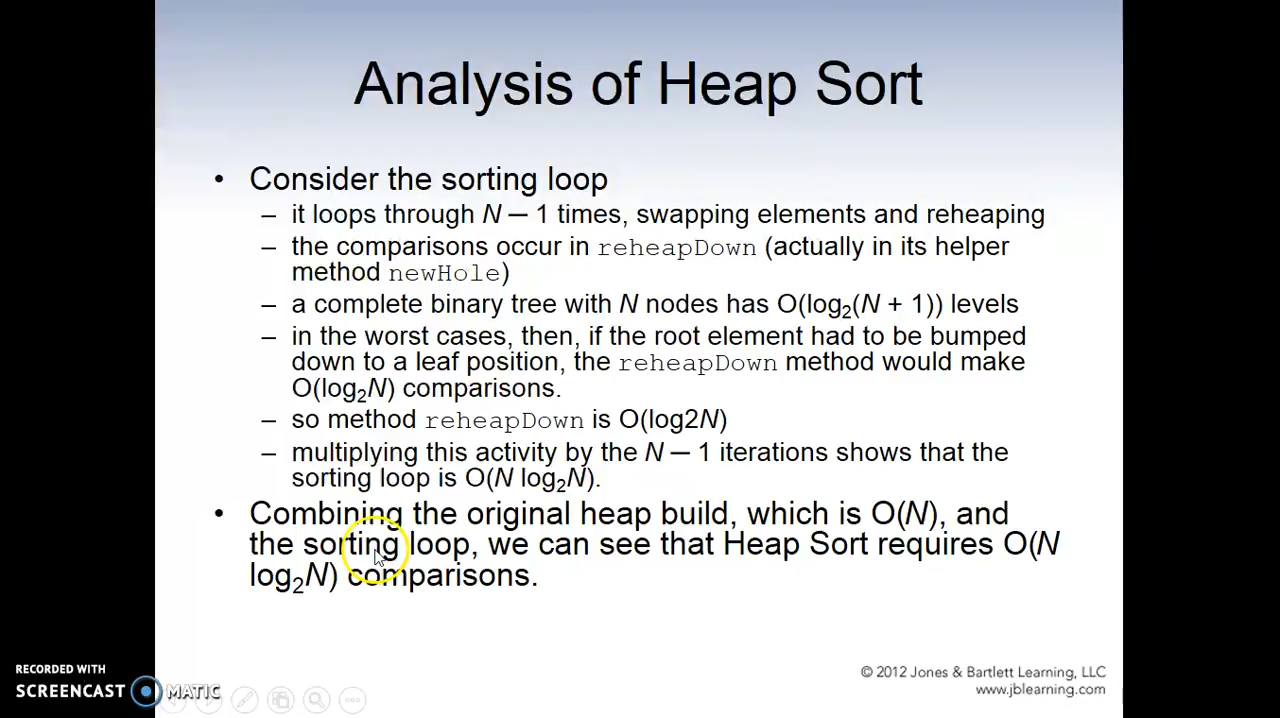 Analysis of Heap Sort
• Consider the sorting loop
– it loops through N — 1 times, swapping elements and reheaping
– the comparisons occur in reheapDown (actually in its helper
method newHole)
– a complete binary tree with N nodes has O(log₂(N + 1)) levels
– in the worst cases, then, if the root element had to be bumped
down to a leaf position, the reheapDown method would make
O(log₂N) comparisons.
– so method reheapDown is O(log2N)
– multiplying this activity by the N — 1 iterations shows that the
sorting loop is O(N log₂N).
• Combining the original heap build, which is O(N), and
the sorting loop, we can see that Heap Sort requires O(N
log₂N) comparisons.
© 2012 Jones & Bartlett Learning, LLC
www.jblearning.com
RECORDED WITH
SCREENCAST MATIC